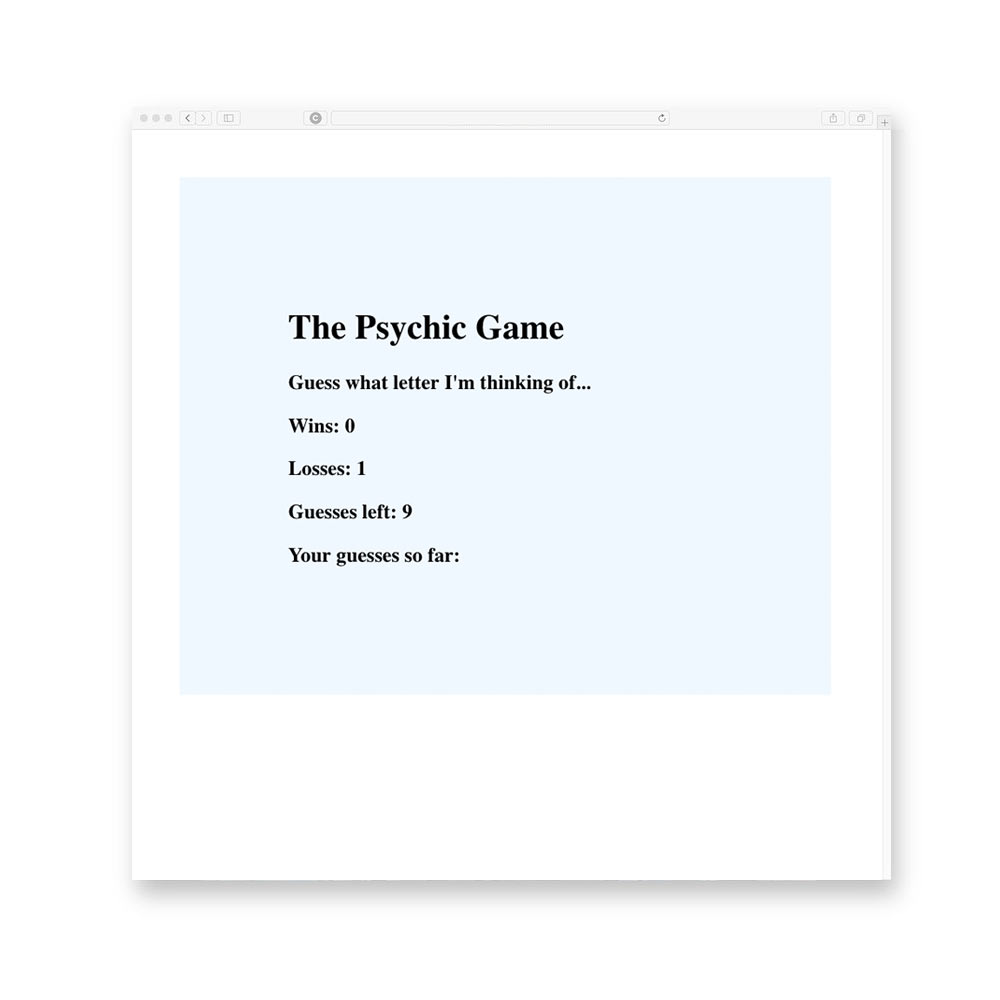 The Psychic Game
Guess what letter I'm thinking of...
Wins: 0
Losses: 1
Guesses left: 9
Your guesses so far: